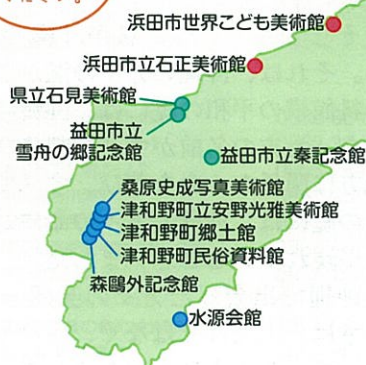 浜田市世界こども美術館
浜田市立石正美術館
県立石見美術館
益田市立
雪舟の郷記念館
益田市立秦記念館
桑原史成写真美術館
津和野町立安野光雅美術館
津和野町郷土館
津和野町民俗資料館
森鷗外記念館
水源会館